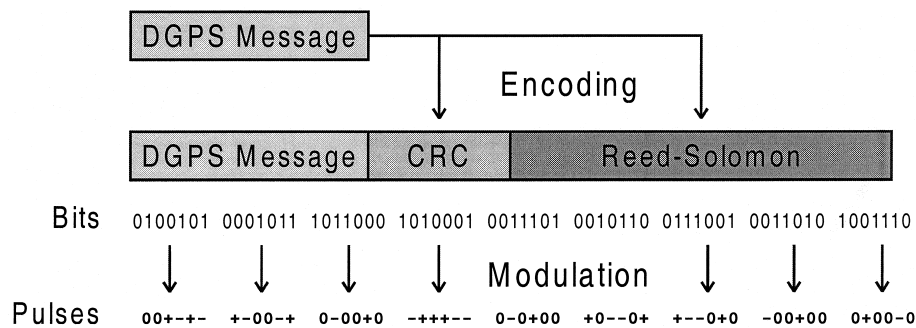 DGPS Message
Encoding
DGPS Message CRC Reed-Solomon
Bits 0100101 0001011 1011000 1010001 0011101 0010110 0111001 0011010 1001110
Modulation
Pulses 00+-+- +-00-+ 0-00+0 -+++-- 0-0+00 +0--0+ +--0+0 -00+00 0+00-0